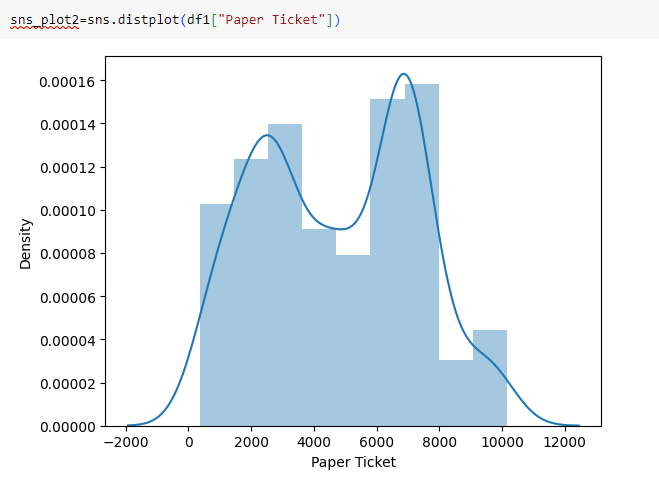 sns_plot2=sns.distplot(df1["Paper Ticket"])
0.00016
0.00014
0.00012
0.00010
0.00008
0.00006
0.00004
0.00002
0.00000
Density
−2000 0 2000 4000 6000 8000 10000 12000
Paper Ticket